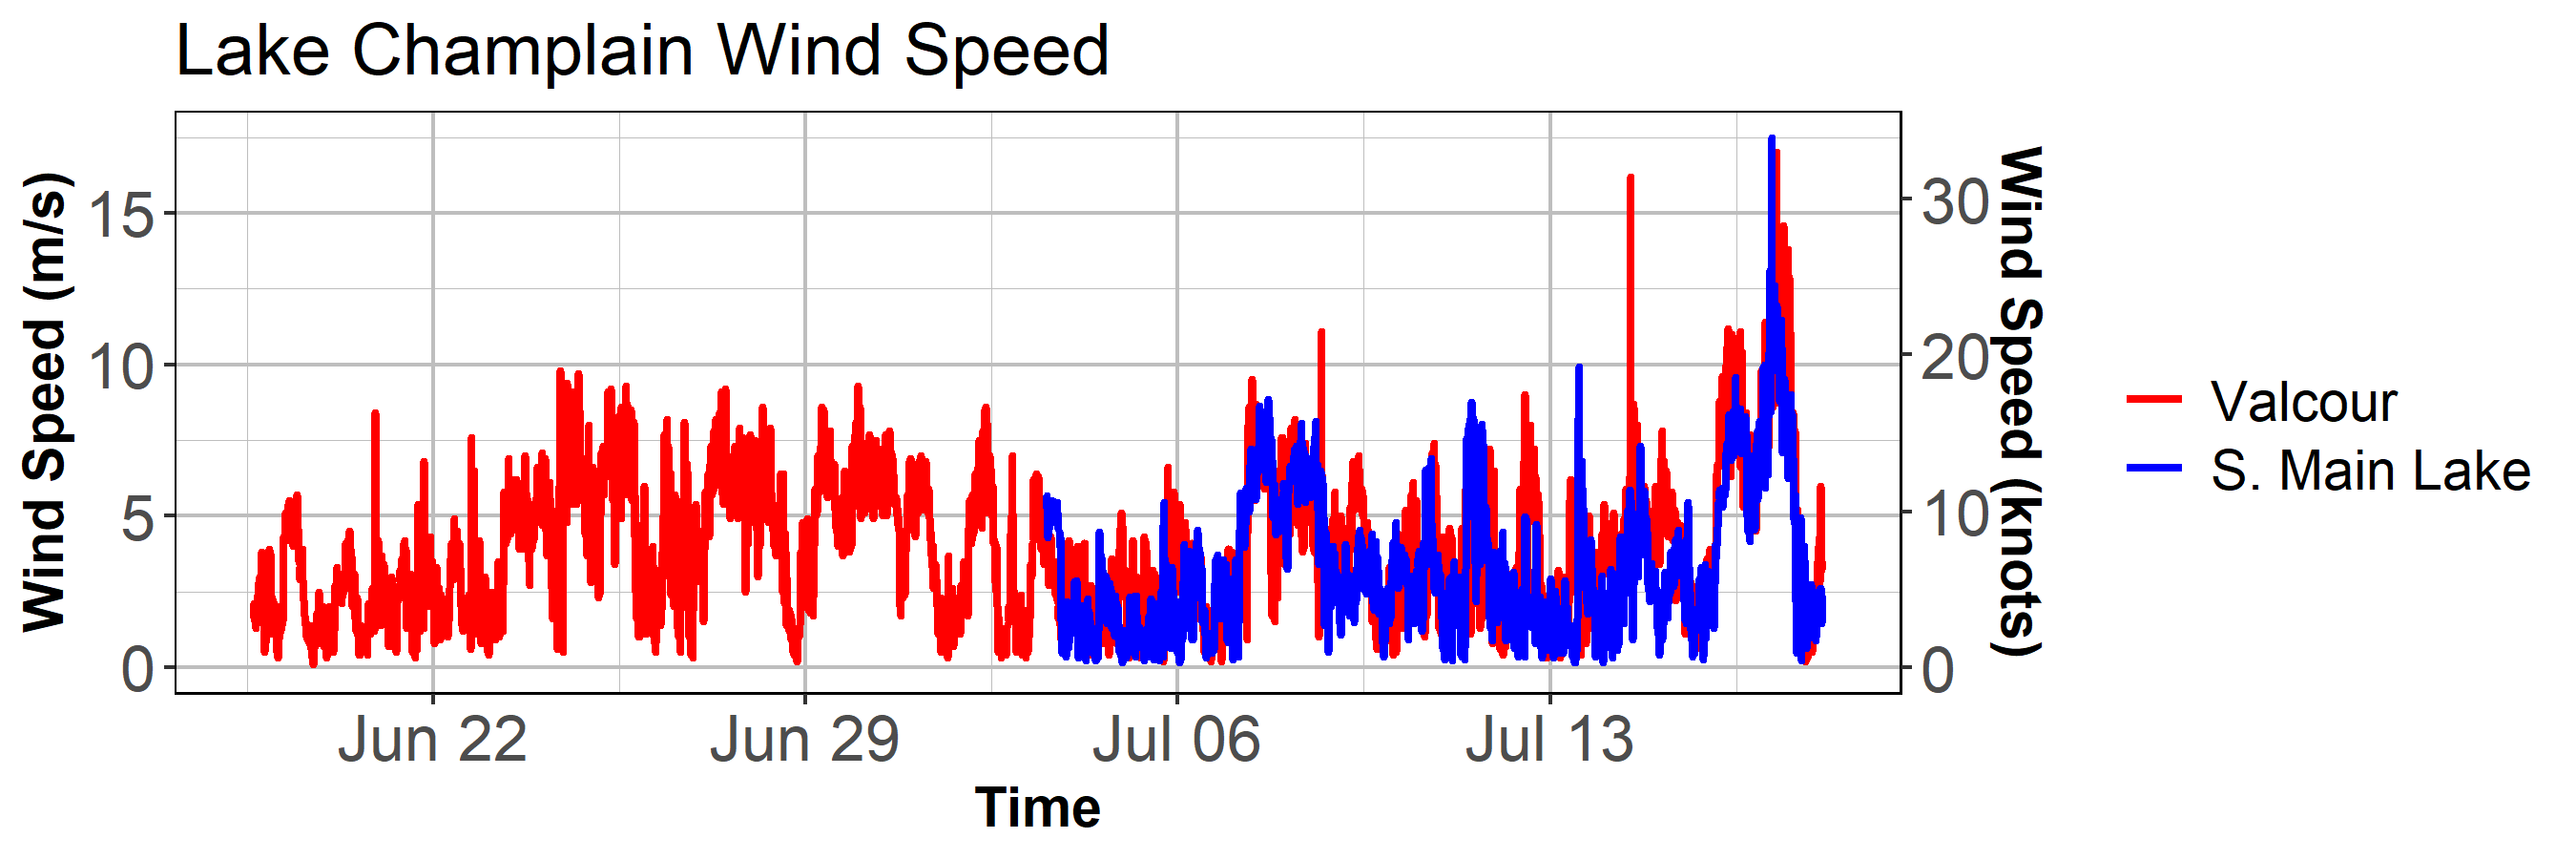 Lake Champlain Wind Speed
Wind Speed (m/s)
15
10
5
0
30
20
10
0
Wind Speed (knots)
Jun 22
Jun 29
Jul 06
Jul 13
Time
Valcour
S. Main Lake